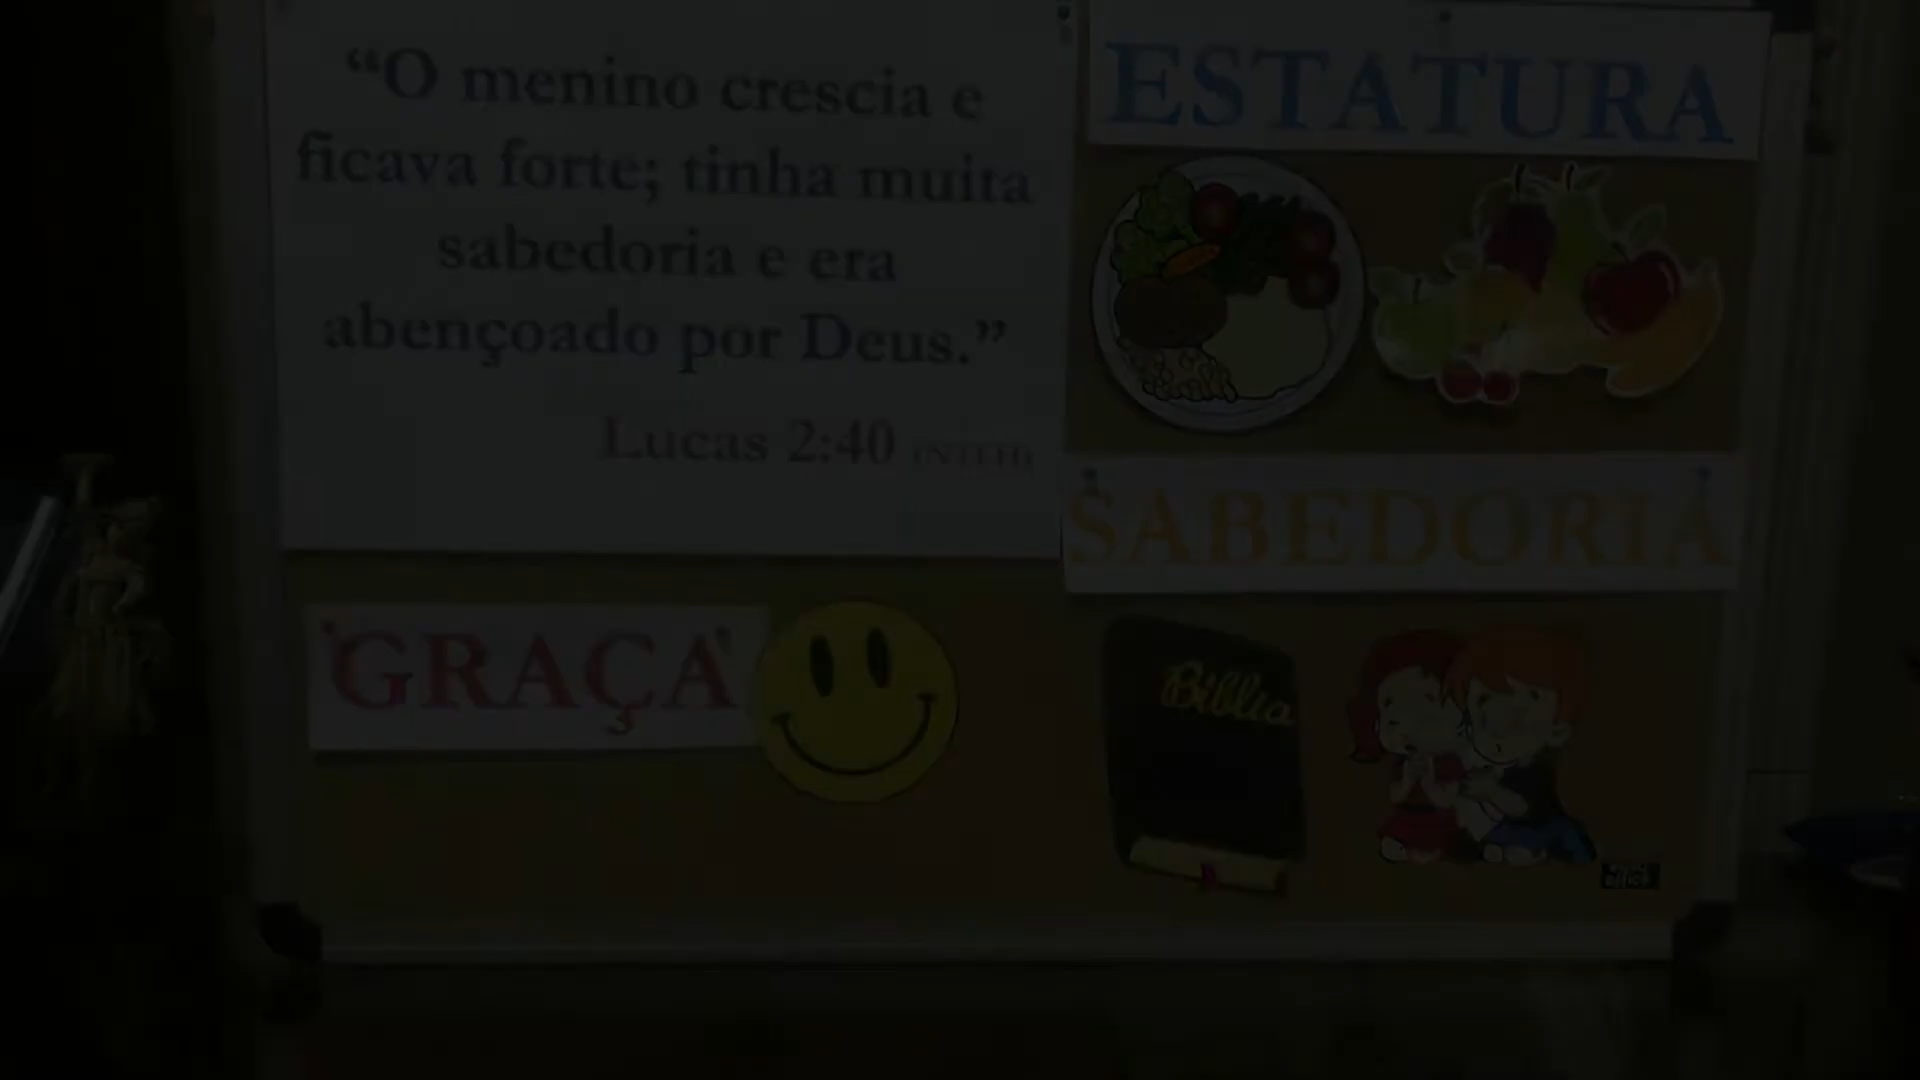 “O menino crescia e
ficava forte; tinha muita
sabedoria e era
abençoado por Deus.”
Lucas 2:40
ESTATURA
SABEDORIA
GRAÇA
Bíblia